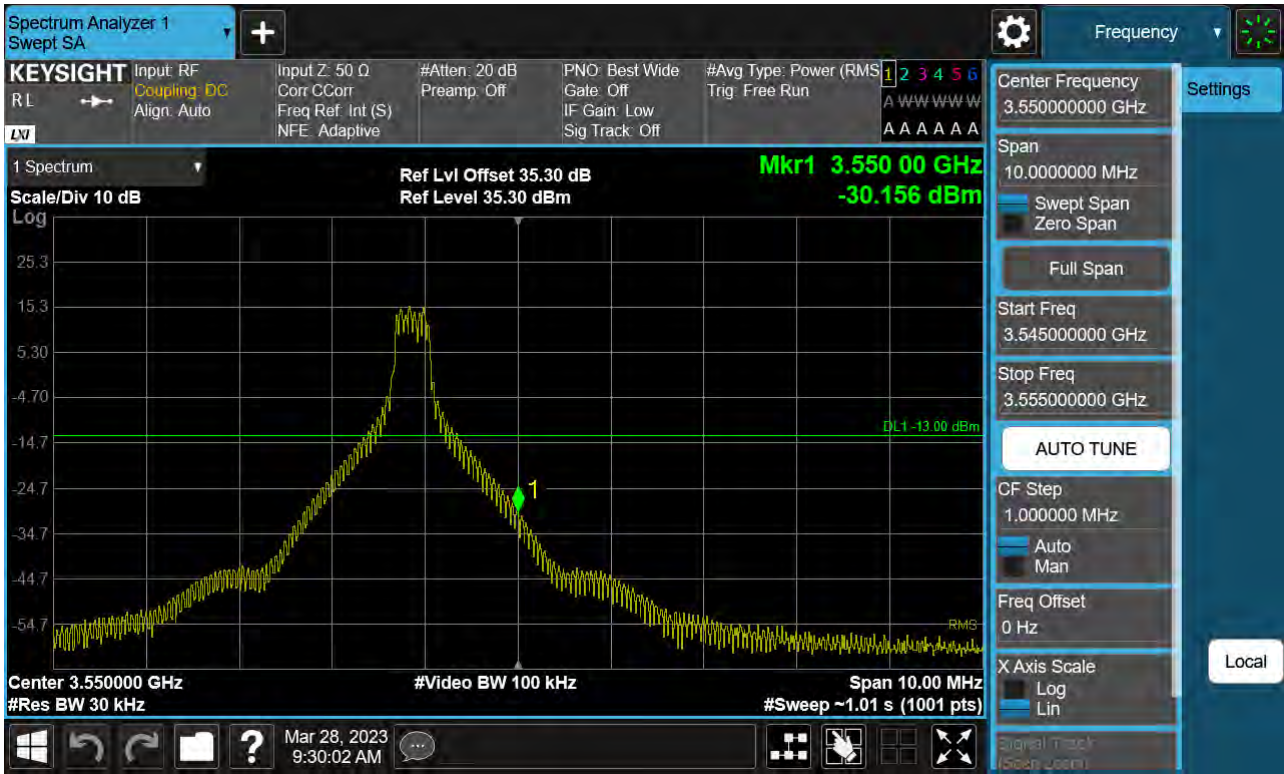 Spectrum Analyzer 1
Swept SA
+
Frequency
KEYSIGHT
RL
LXI
Input: RF
Coupling: DC
Align: Auto
Input Z: 50 Ω
Corr CCorr
Freq Ref: Int (S)
NFE: Adaptive
#Atten: 20 dB
Preamp: Off
PNO: Best Wide
Gate: Off
IF Gain: Low
Sig Track: Off
#Avg Type: Power (RMS
Trig: Free Run
1 2 3 4 5 6
A W W W W W
A A A A A A
1 Spectrum
Scale/Div 10 dB
Log
Ref Lvl Offset 35.30 dB
Ref Level 35.30 dBm
Mkr1 3.550 00 GHz
-30.156 dBm
25.3
15.3
5.30
-4.70
-14.7
-24.7
-34.7
-44.7
-54.7
DL1 -13.00 dBm
1
RMS
Center 3.550000 GHz
#Res BW 30 kHz
#Video BW 100 kHz
Span 10.00 MHz
#Sweep ~1.01 s (1001 pts)
Center Frequency
3.550000000 GHz
Settings
Span
10.0000000 MHz
Swept Span
Zero Span
Full Span
Start Freq
3.545000000 GHz
Stop Freq
3.555000000 GHz
AUTO TUNE
CF Step
1.000000 MHz
Auto
Man
Freq Offset
0 Hz
X Axis Scale
Log
Lin
Signal Track
(Span Zoom)
Local
?
Mar 28, 2023
9:30:02 AM